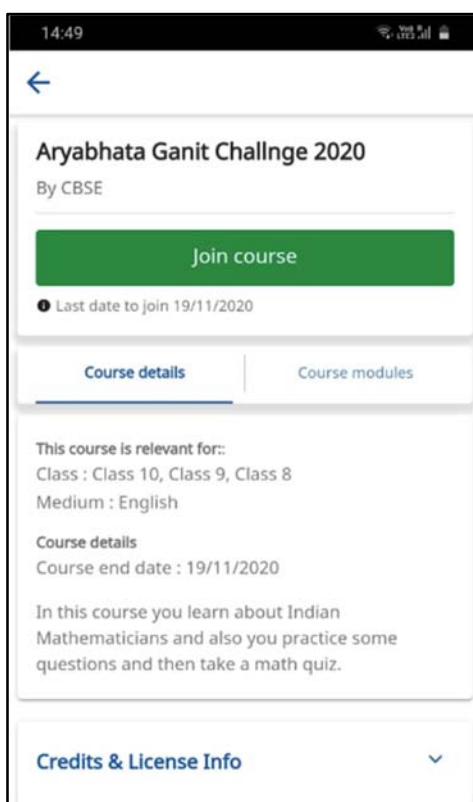 14:49
Aryabhata Ganit Challnge 2020
By CBSE
Join course
Last date to join 19/11/2020
Course details
Course modules
This course is relevant for::
Class : Class 10, Class 9, Class 8
Medium : English
Course details
Course end date : 19/11/2020
In this course you learn about Indian
Mathematicians and also you practice some
questions and then take a math quiz.
Credits & License Info